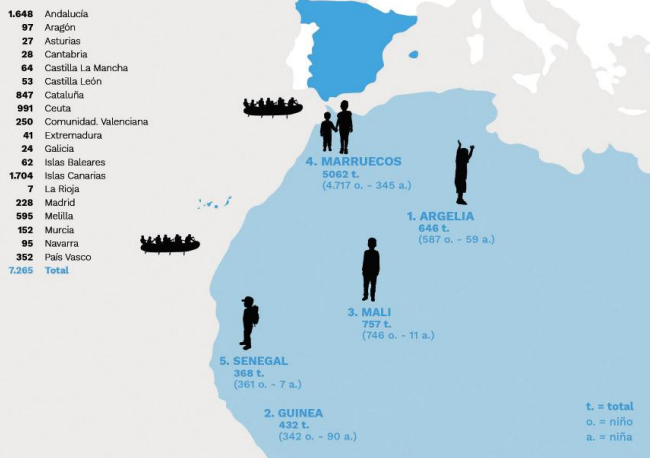 1.648 Andalucía
97 Aragón
27 Asturias
28 Cantabria
64 Castilla La Mancha
53 Castilla León
847 Cataluña
991 Ceuta
250 Comunidad. Valenciana
41 Extremadura
24 Galicia
62 Islas Baleares
1.704 Islas Canarias
7 La Rioja
228 Madrid
595 Melilla
152 Murcia
95 Navarra
352 País Vasco
7.265 Total
4. MARRUECOS
5062 t.
(4.717 o. - 345 a.)
1. ARGELIA
646 t.
(587 o. - 59 a.)
3. MALI
757 t.
(746 o. - 11 a.)
5. SENEGAL
368 t.
(361 o. - 7 a.)
2. GUINEA
432 t.
(342 o. - 90 a.)
t. = total
o. = niño
a. = niña